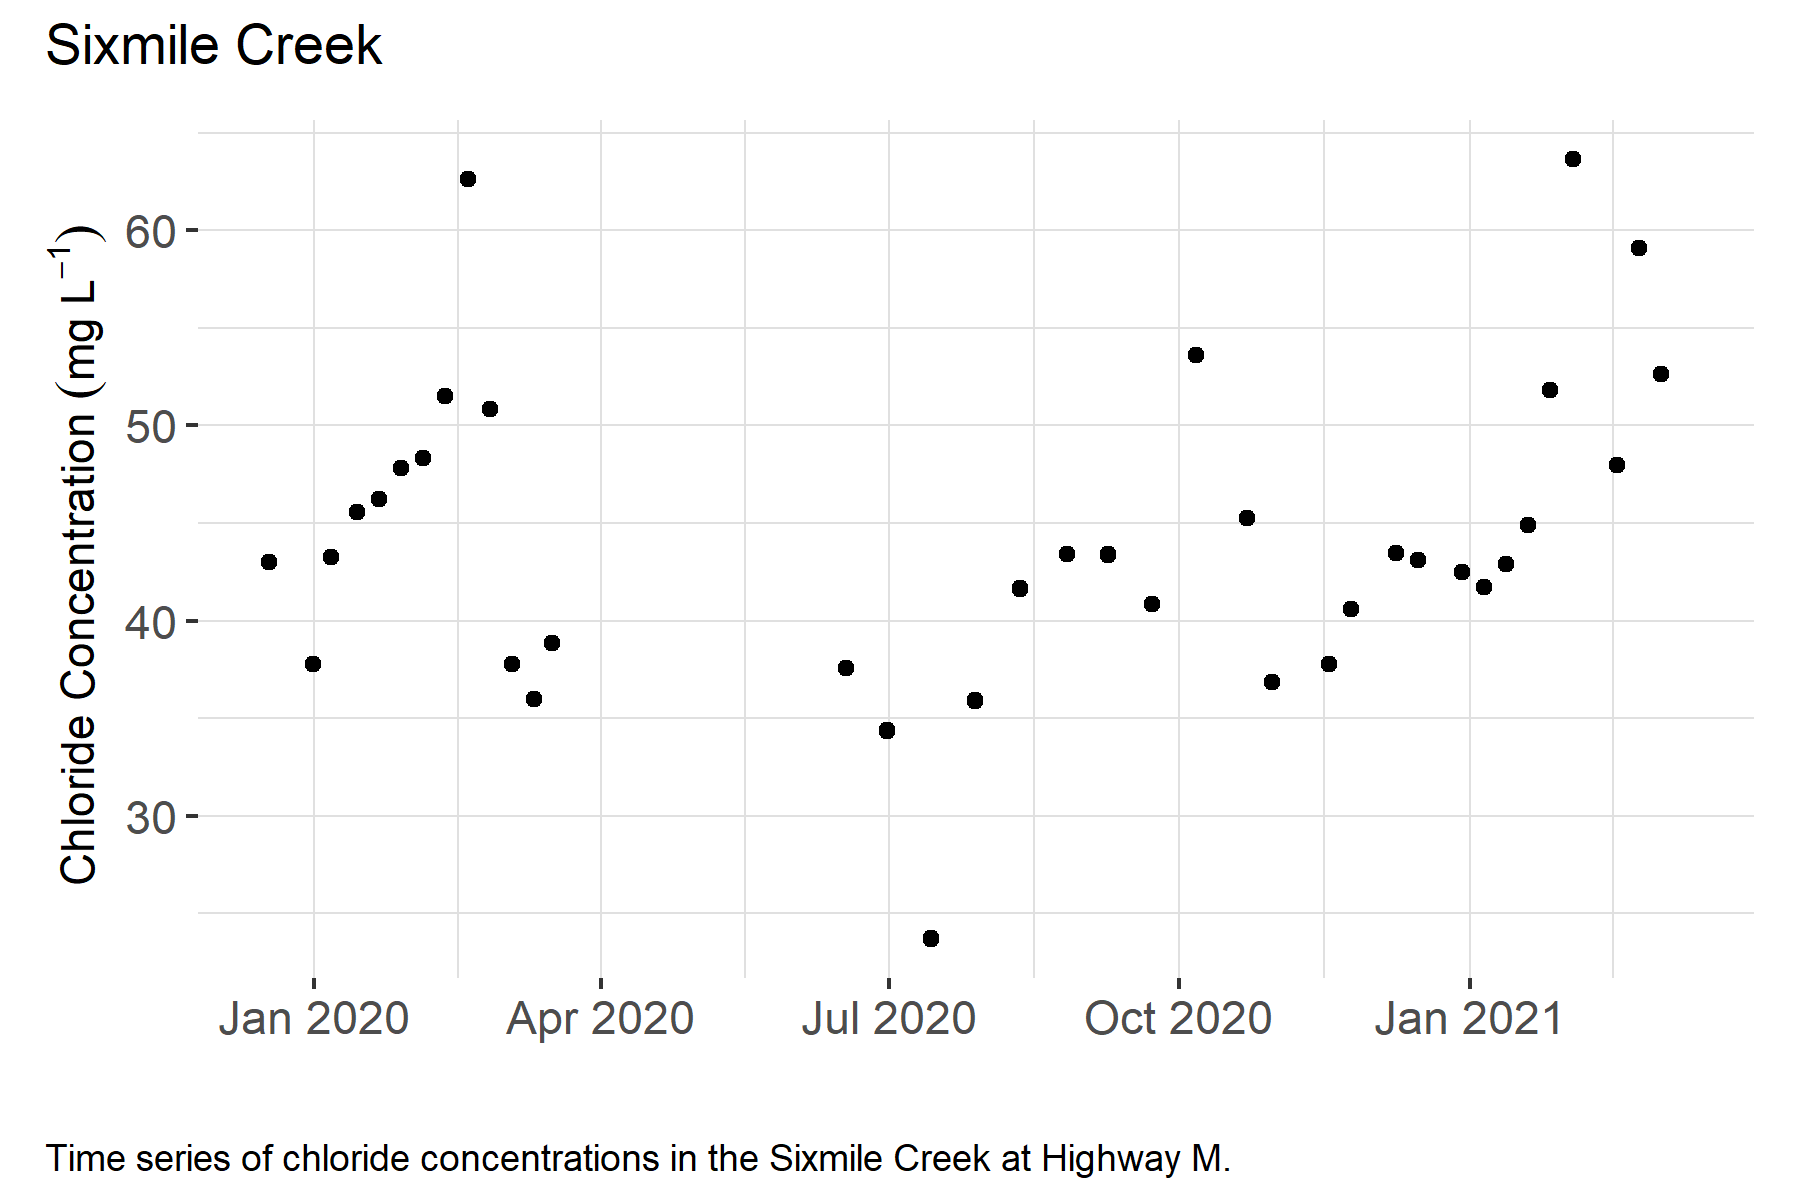 Sixmile Creek
Chloride Concentration (mg L⁻¹)
60
50
40
30
Jan 2020 Apr 2020 Jul 2020 Oct 2020 Jan 2021
Time series of chloride concentrations in the Sixmile Creek at Highway M.